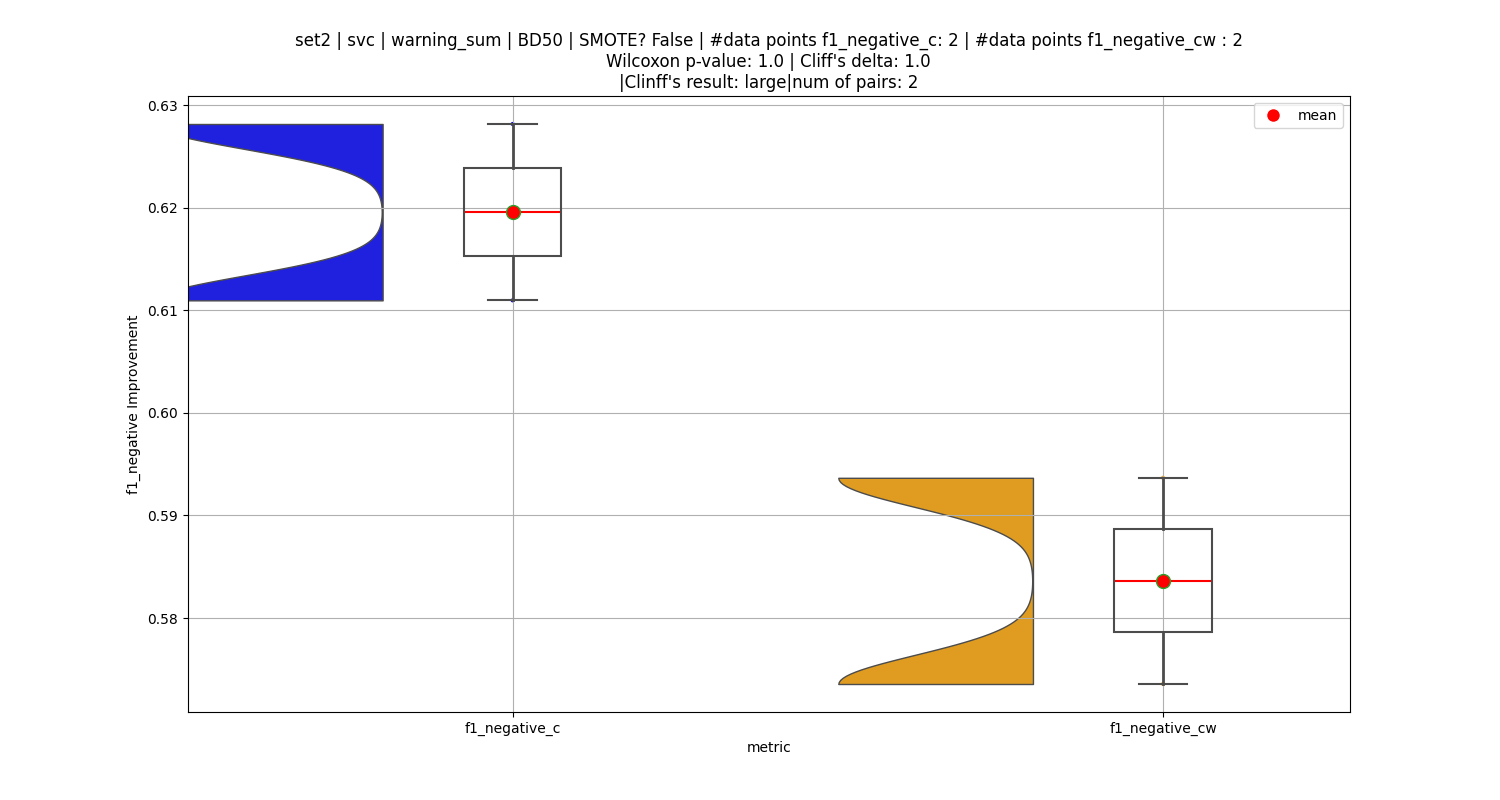 set2 | svc | warning_sum | BD50 | SMOTE? False | #data points f1_negative_c: 2 | #data points f1_negative_cw : 2
Wilcoxon p-value: 1.0 | Cliff's delta: 1.0
|Clinff's result: large|num of pairs: 2
mean
f1_negative Improvement
0.63
0.62
0.61
0.60
0.59
0.58
f1_negative_c
f1_negative_cw
metric